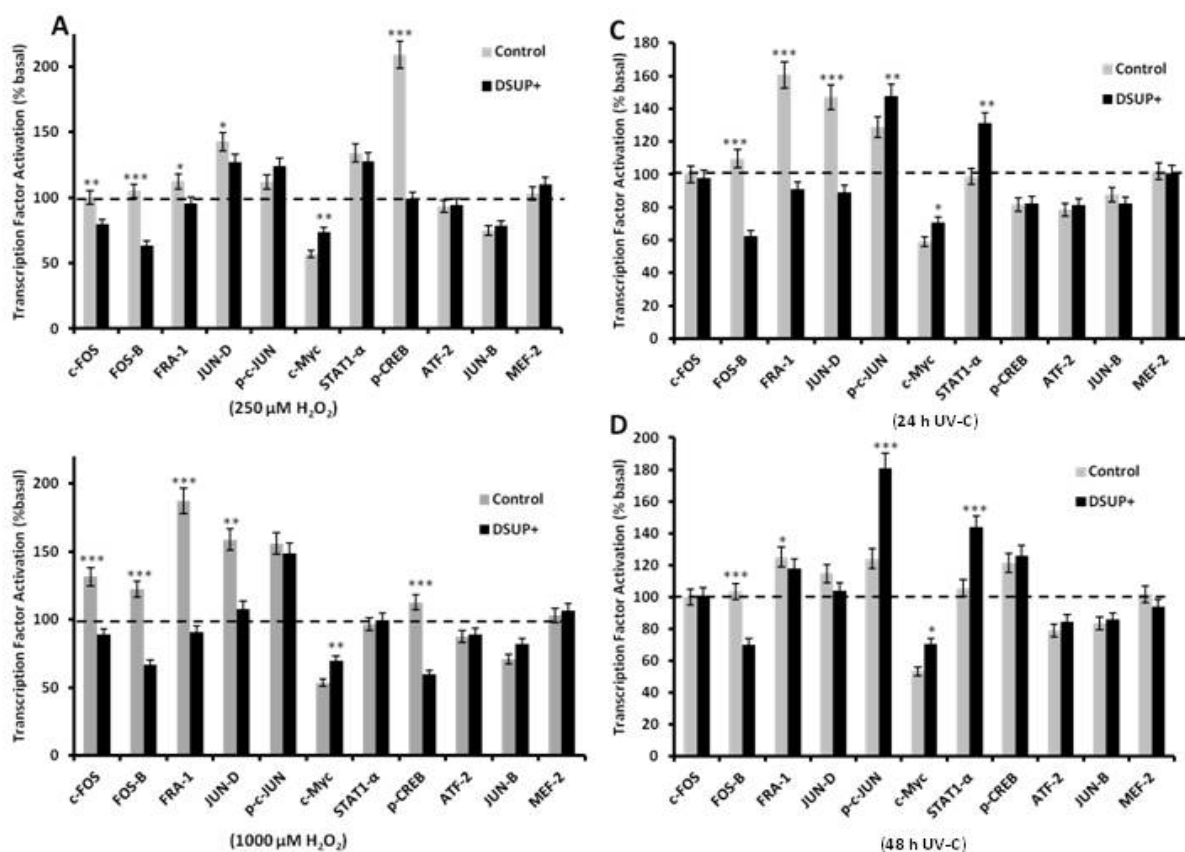 A
Transcription Factor Activation (% basal)
200
150
100
50
0
** *** * * ** ***
Control
DSUP+
c-FOS FOS-B FRA-1 JUN-D p-c-JUN c-Myc STAT1-α p-CREB ATF-2 JUN-B MEF-2
(250 µM H₂O₂)
Transcription Factor Activation (%basal)
200
150
100
50
0
*** *** *** ** ** ***
Control
DSUP+
c-FOS FOS-B FRA-1 JUN-D p-c-JUN c-Myc STAT1-α p-CREB ATF-2 JUN-B MEF-2
(1000 µM H₂O₂)
C
Transcription Factor Activation (% basal)
180
160
140
120
100
80
60
40
20
0
*** *** *** ** * **
Control
DSUP+
c-FOS FOS-B FRA-1 JUN-D p-c-JUN c-Myc STAT1-α p-CREB ATF-2 JUN-B MEF-2
(24 h UV-C)
D
Transcription Factor Activation (% basal)
200
180
160
140
120
100
80
60
40
20
0
*** * *** * ***
Control
DSUP+
c-FOS FOS-B FRA-1 JUN-D p-c-JUN c-Myc STAT1-α p-CREB ATF-2 JUN-B MEF-2
(48 h UV-C)